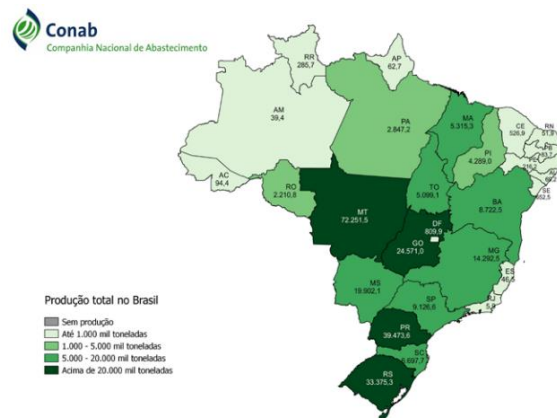 Conab
Companhia Nacional de Abastecimento
RR
285,7
AP
62,7
AM
39,4
PA
2.847,2
MA
5.315,3
CE
526,9
RN
PI
4.289,0
AC
94,4
RO
2.210,8
TO
5.099,1
SE
MT
72.251,5
BA
8.722,5
DF
809,9
GO
24.571,0
MG
14.292,5
ES
46,5
MS
SP
9.126,6
RJ
PR
39.473,6
SC
RS
33.375,3
Produção total no Brasil
Sem produção
Até 1.000 mil toneladas
1.000 - 5.000 mil toneladas
5.000 - 20.000 mil toneladas
Acima de 20.000 mil toneladas